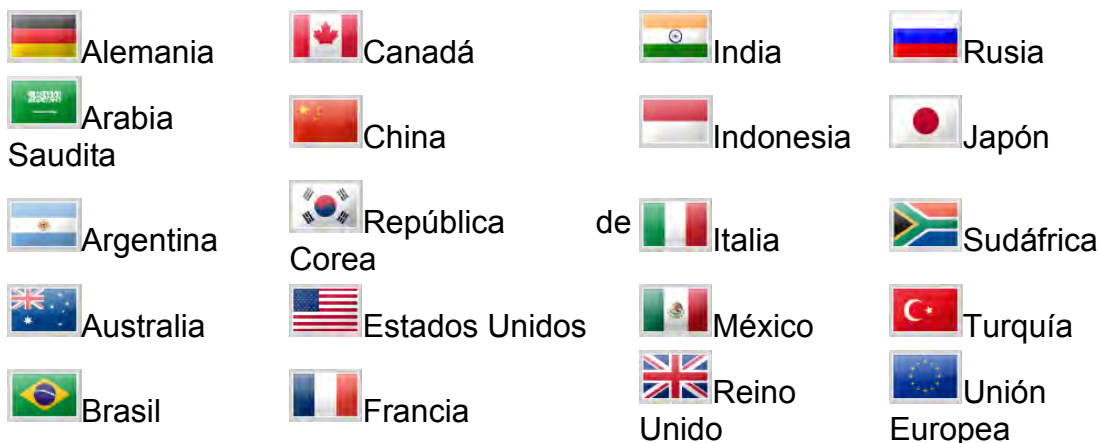 Alemania Canadá India Rusia
Arabia Saudita China Indonesia Japón
Argentina República de Corea Italia Sudáfrica
Australia Estados Unidos México Turquía
Brasil Francia Reino Unido Unión Europea